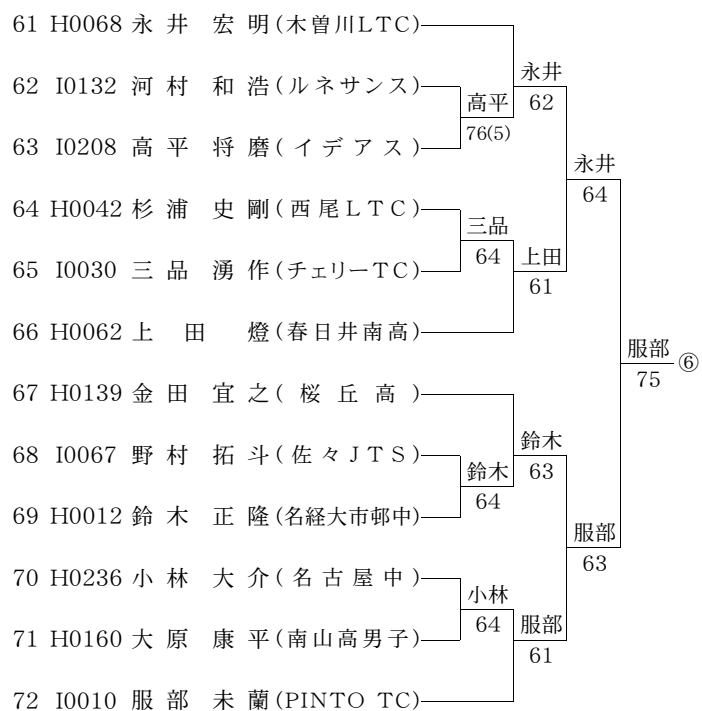 61 H0068 永井 宏明(木曽川LTC)
永井
62 I0132 河村 和浩(ルネサンス)
高平
62
76(5)
63 I0208 高平 将磨(イデアス)
永井
64
64 H0042 杉浦 史剛(西尾LTC)
三品
64
上田
65 I0030 三品 湧作(チェリーTC)
61
66 H0062 上田 燈(春日井南高)
服部
⑥
75
67 H0139 金田 宜之(桜丘高)
鈴木
68 I0067 野村 拓斗(佐々JTS)
鈴木
63
64
69 H0012 鈴木 正隆(名経大市邨中)
服部
63
70 H0236 小林 大介(名古屋中)
小林
64
服部
71 H0160 大原 康平(南山高男子)
61
72 I0010 服部 未蘭(PINTO TC)